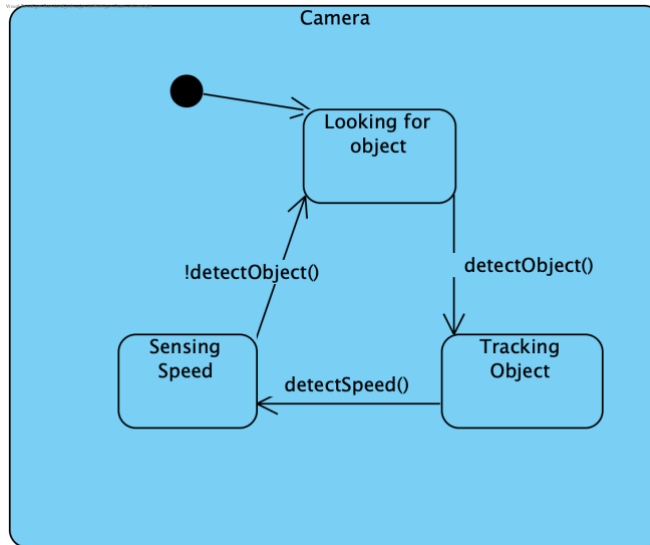 Camera
Looking for
object
!detectObject()
detectObject()
Sensing
Speed
detectSpeed()
Tracking
Object